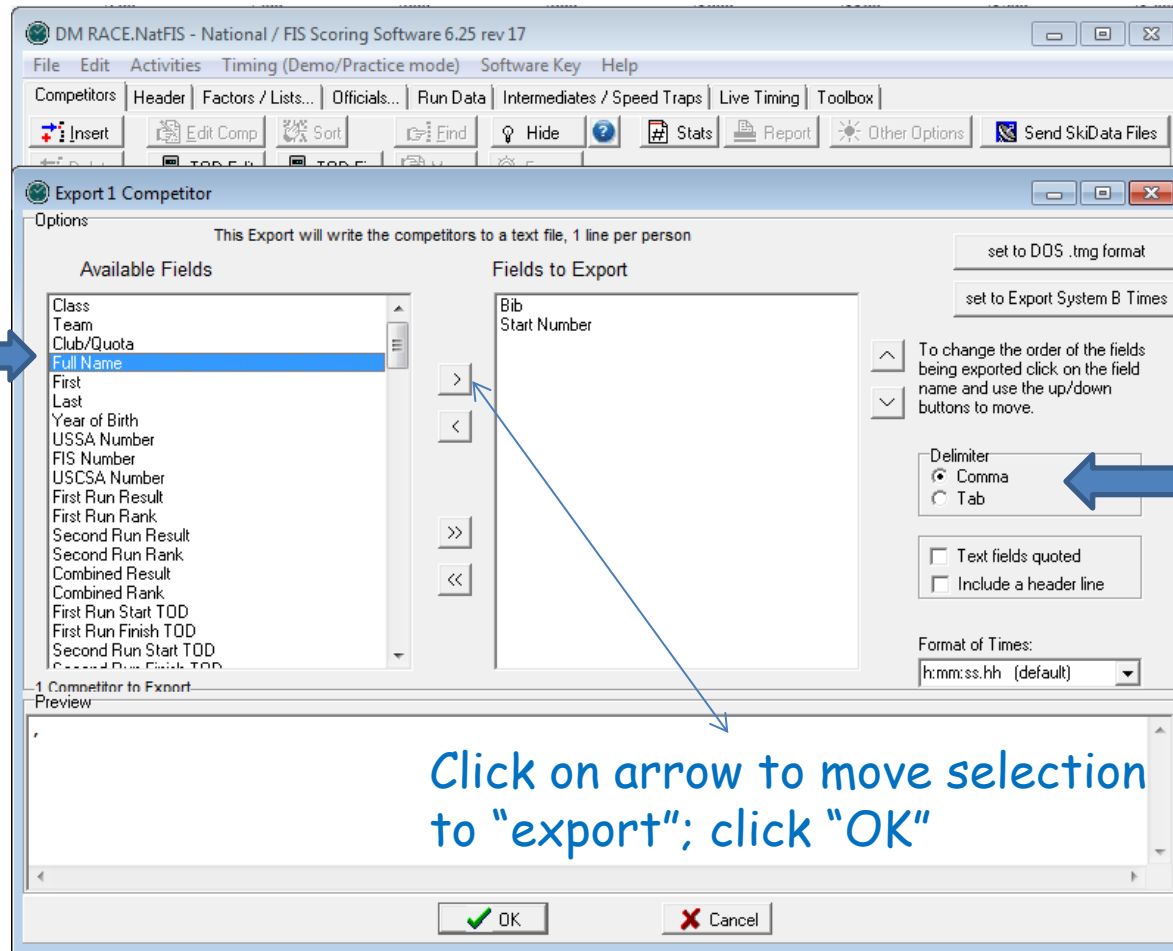 DM RACE.NatFIS - National / FIS Scoring Software 6.25 rev 17
File Edit Activities Timing (Demo/Practice mode) Software Key Help
Competitors Header Factors / Lists... Officials... Run Data Intermediates / Speed Traps Live Timing Toolbox
Insert Edit Comp Sort Find Hide # Stats Report Other Options Send SkiData Files
Export 1 Competitor
Options
This Export will write the competitors to a text file, 1 line per person
set to DOS .tmg format
Available Fields
Fields to Export
set to Export System B Times
Class
Team
Club/Quota
Full Name
First
Last
Year of Birth
USSA Number
FIS Number
USCSA Number
First Run Result
First Run Rank
Second Run Result
Second Run Rank
Combined Result
Combined Rank
First Run Start TOD
First Run Finish TOD
Second Run Start TOD
Second Run Finish TOD
>
<
>>
<<
Bib
Start Number
To change the order of the fields
being exported click on the field
name and use the up/down
buttons to move.
Delimiter
Comma
Tab
Text fields quoted
Include a header line
Format of Times:
h:mm:ss.hh (default)
1 Competitor to Export
Preview
,
Click on arrow to move selection
to “export”; click “OK”
OK Cancel